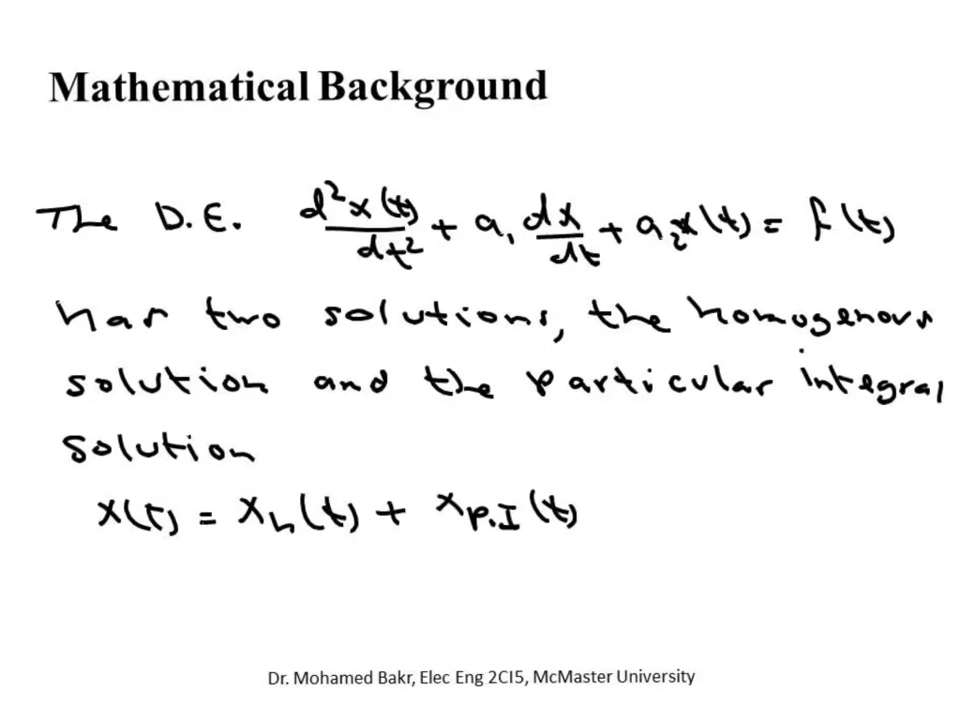 Mathematical Background
The D.E. d²x(t)/dt² + a₁ dx/dt + a₂x(t) = f(t)
has two solutions, the homogenous
solution and the particular integral
solution
x(t) = xₕ(t) + x_P.I(t)
Dr. Mohamed Bakr, Elec Eng 2CI5, McMaster University